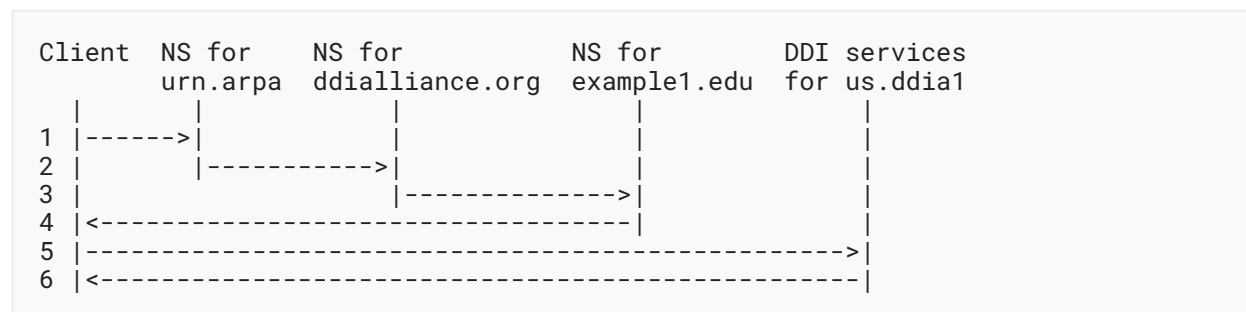 Client  NS for    NS for           NS for        DDI services
        urn.arpa  ddialliance.org  example1.edu  for us.ddia1
  |       |            |               |              |
1 |------>|            |               |              |
2 |       |----------->|               |              |
3 |                    |-------------->|              |
4 |<-----------------------------------|              |
5 |-------------------------------------------------->|
6 |<--------------------------------------------------|